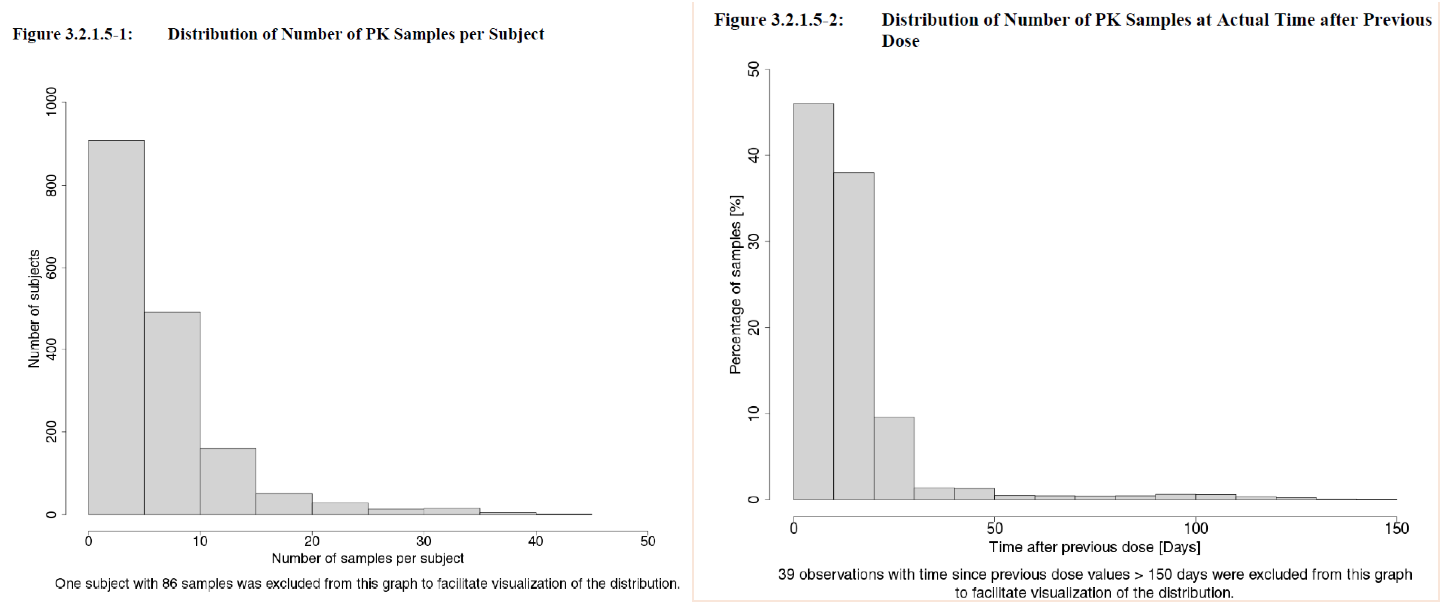 Figure 3.2.1.5-1: Distribution of Number of PK Samples per Subject
1000
800
600
400
200
0
Number of subjects
0 10 20 30 40 50
Number of samples per subject
One subject with 86 samples was excluded from this graph to facilitate visualization of the distribution.
Figure 3.2.1.5-2: Distribution of Number of PK Samples at Actual Time after Previous
Dose
50
40
30
20
10
0
Percentage of samples [%]
0 50 100 150
Time after previous dose [Days]
39 observations with time since previous dose values > 150 days were excluded from this graph
to facilitate visualization of the distribution.